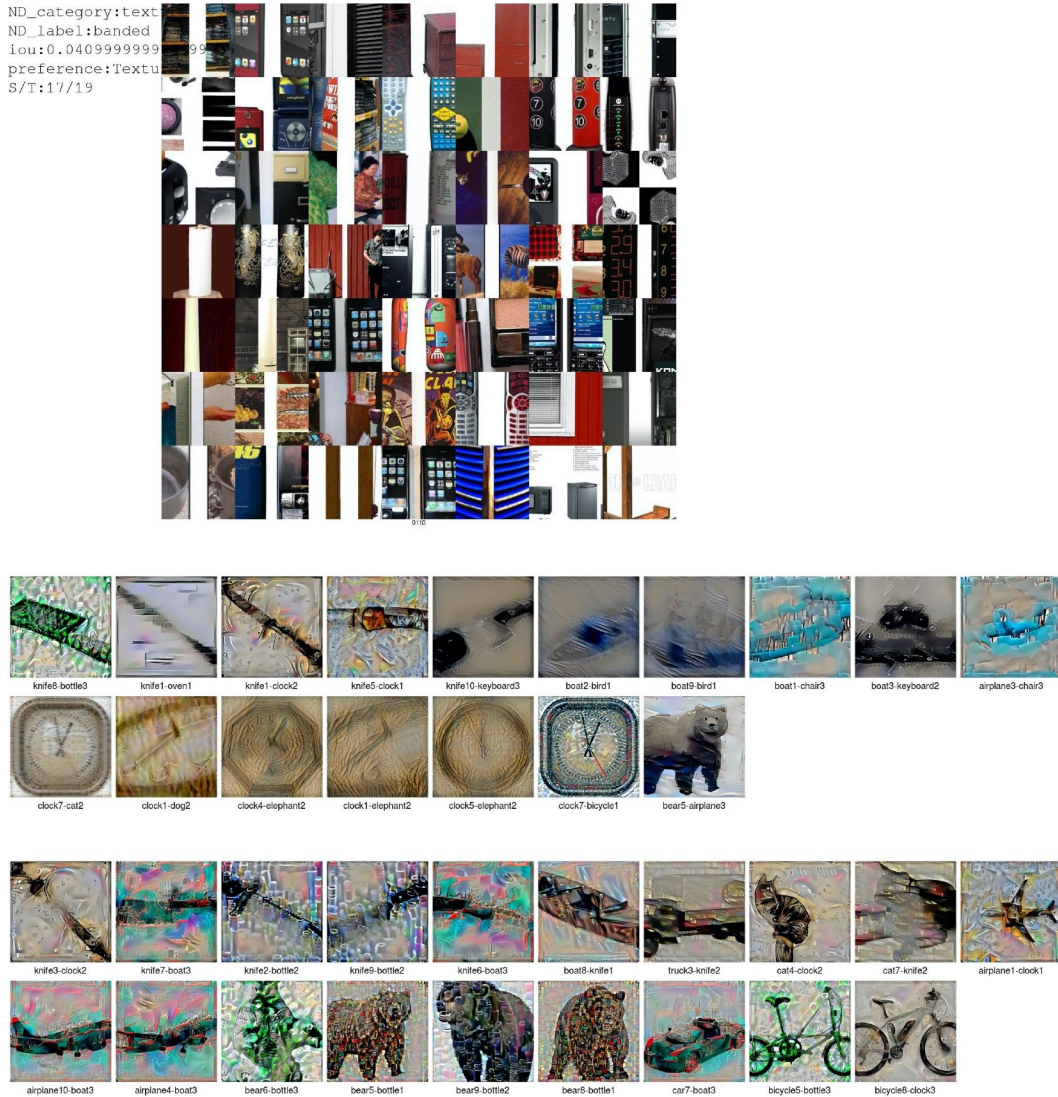 ND_category:text
ND_label:banded
iou:0.0409999999
preference:Textu
S/T:17/19
0110
knife8-bottle3 knife1-oven1 knife1-clock2 knife5-clock1 knife10-keyboard3 boat2-bird1 boat9-bird1 boat1-chair3 boat3-keyboard2 airplane3-chair3
clock7-cat2 clock1-dog2 clock4-elephant2 clock1-elephant2 clock5-elephant2 clock7-bicycle1 bear5-airplane3
knife3-clock2 knife7-boat3 knife2-bottle2 knife9-bottle2 knife6-boat3 boat8-knife1 truck3-knife2 cat4-clock2 cat7-knife2 airplane1-clock1
airplane10-boat3 airplane4-boat3 bear6-bottle3 bear5-bottle1 bear9-bottle2 bear8-bottle1 car7-boat3 bicycle5-bottle3 bicycle8-clock3